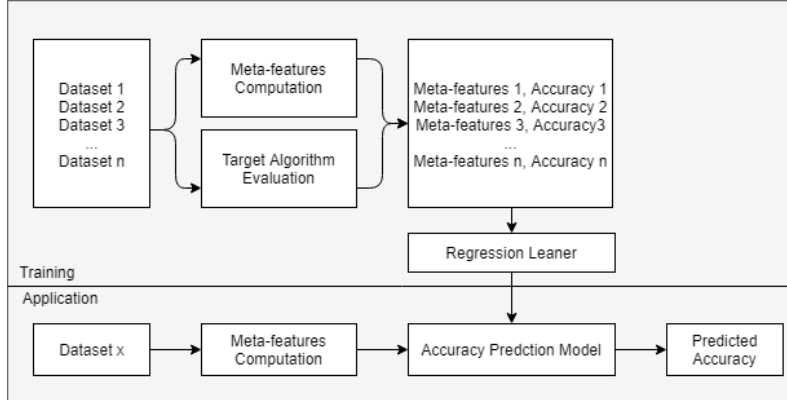 Dataset 1
Dataset 2
Dataset 3
...
Dataset n
Meta-features
Computation
Target Algorithm
Evaluation
Meta-features 1, Accuracy 1
Meta-features 2, Accuracy 2
Meta-features 3, Accuracy3
...
Meta-features n, Accuracy n
Regression Leaner
Training
Application
Dataset x
Meta-features
Computation
Accuracy Predction Model
Predicted
Accuracy